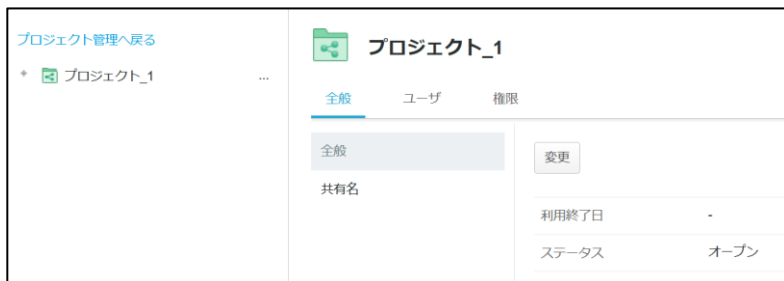 プロジェクト管理へ戻る
プロジェクト_1
...
プロジェクト_1
全般
ユーザ
権限
全般
共有名
変更
利用終了日 -
ステータス オープン